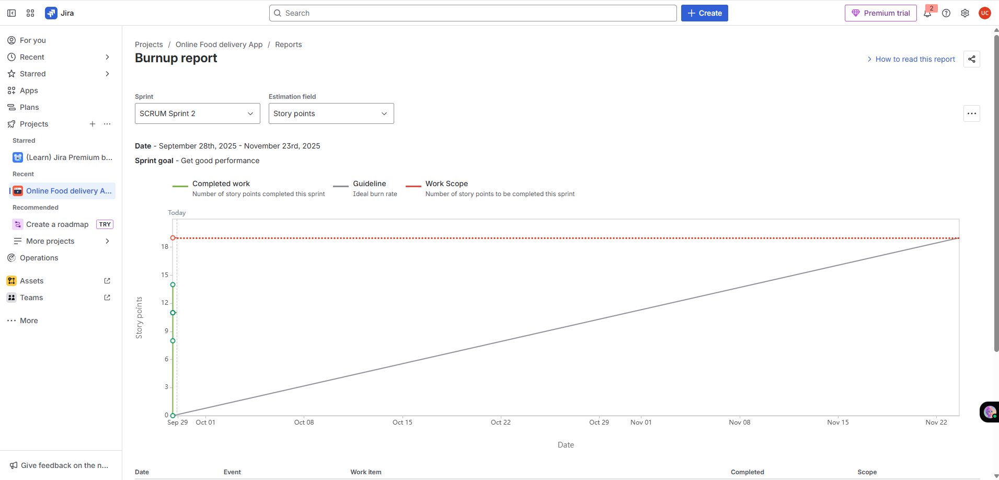 Jira
Search
Create
Premium trial
2
UC
For you
Recent
Starred
Apps
Plans
Projects
Starred
(Learn) Jira Premium b...
Recent
Online Food delivery A...
Recommended
Create a roadmap TRY
More projects
Operations
Assets
Teams
More
Give feedback on the n...
Projects / Online Food delivery App / Reports
Burnup report
How to read this report
Sprint
SCRUM Sprint 2
Estimation field
Story points
Date - September 28th, 2025 - November 23rd, 2025
Sprint goal - Get good performance
Completed work
Number of story points completed this sprint
Guideline
Ideal burn rate
Work Scope
Number of story points to be completed this sprint
Today
18
15
12
9
6
3
0
Story points
Sep 29 Oct 01 Oct 08 Oct 15 Oct 22 Oct 29 Nov 01 Nov 08 Nov 15 Nov 22
Date
Date Event Work item Completed Scope